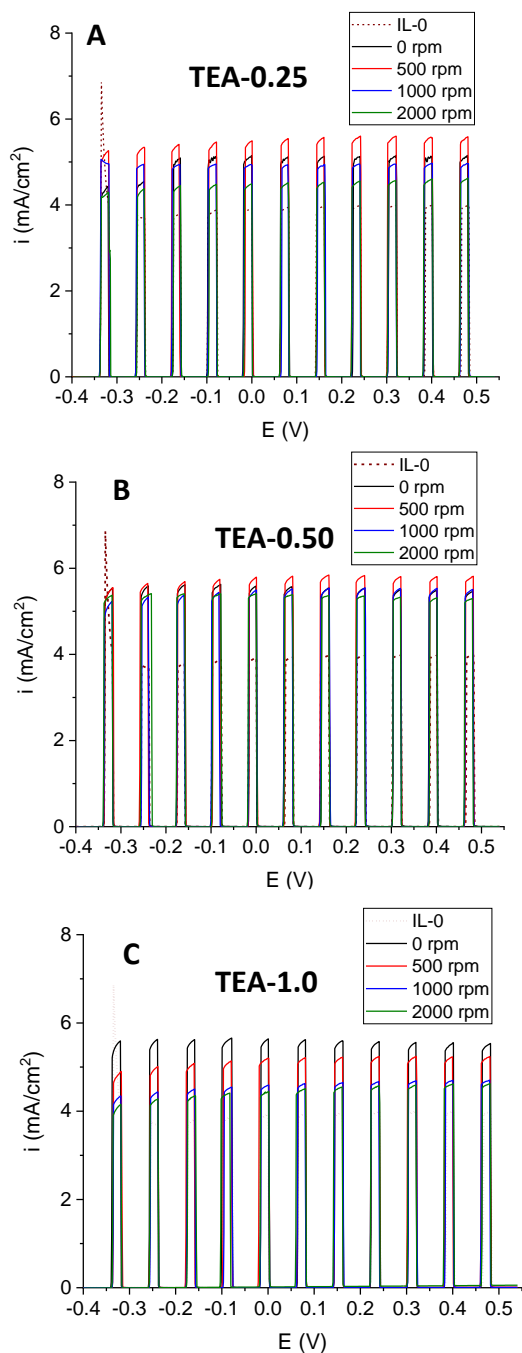 A
TEA-0.25
IL-0
0 rpm
500 rpm
1000 rpm
2000 rpm
8
6
4
2
0
i (mA/cm²)
-0.4 -0.3 -0.2 -0.1 0.0 0.1 0.2 0.3 0.4 0.5
E (V)
B
TEA-0.50
IL-0
0 rpm
500 rpm
1000 rpm
2000 rpm
8
6
4
2
0
i (mA/cm²)
-0.4 -0.3 -0.2 -0.1 0.0 0.1 0.2 0.3 0.4 0.5
E (V)
C
TEA-1.0
IL-0
0 rpm
500 rpm
1000 rpm
2000 rpm
8
6
4
2
0
i (mA/cm²)
-0.4 -0.3 -0.2 -0.1 0.0 0.1 0.2 0.3 0.4 0.5
E (V)